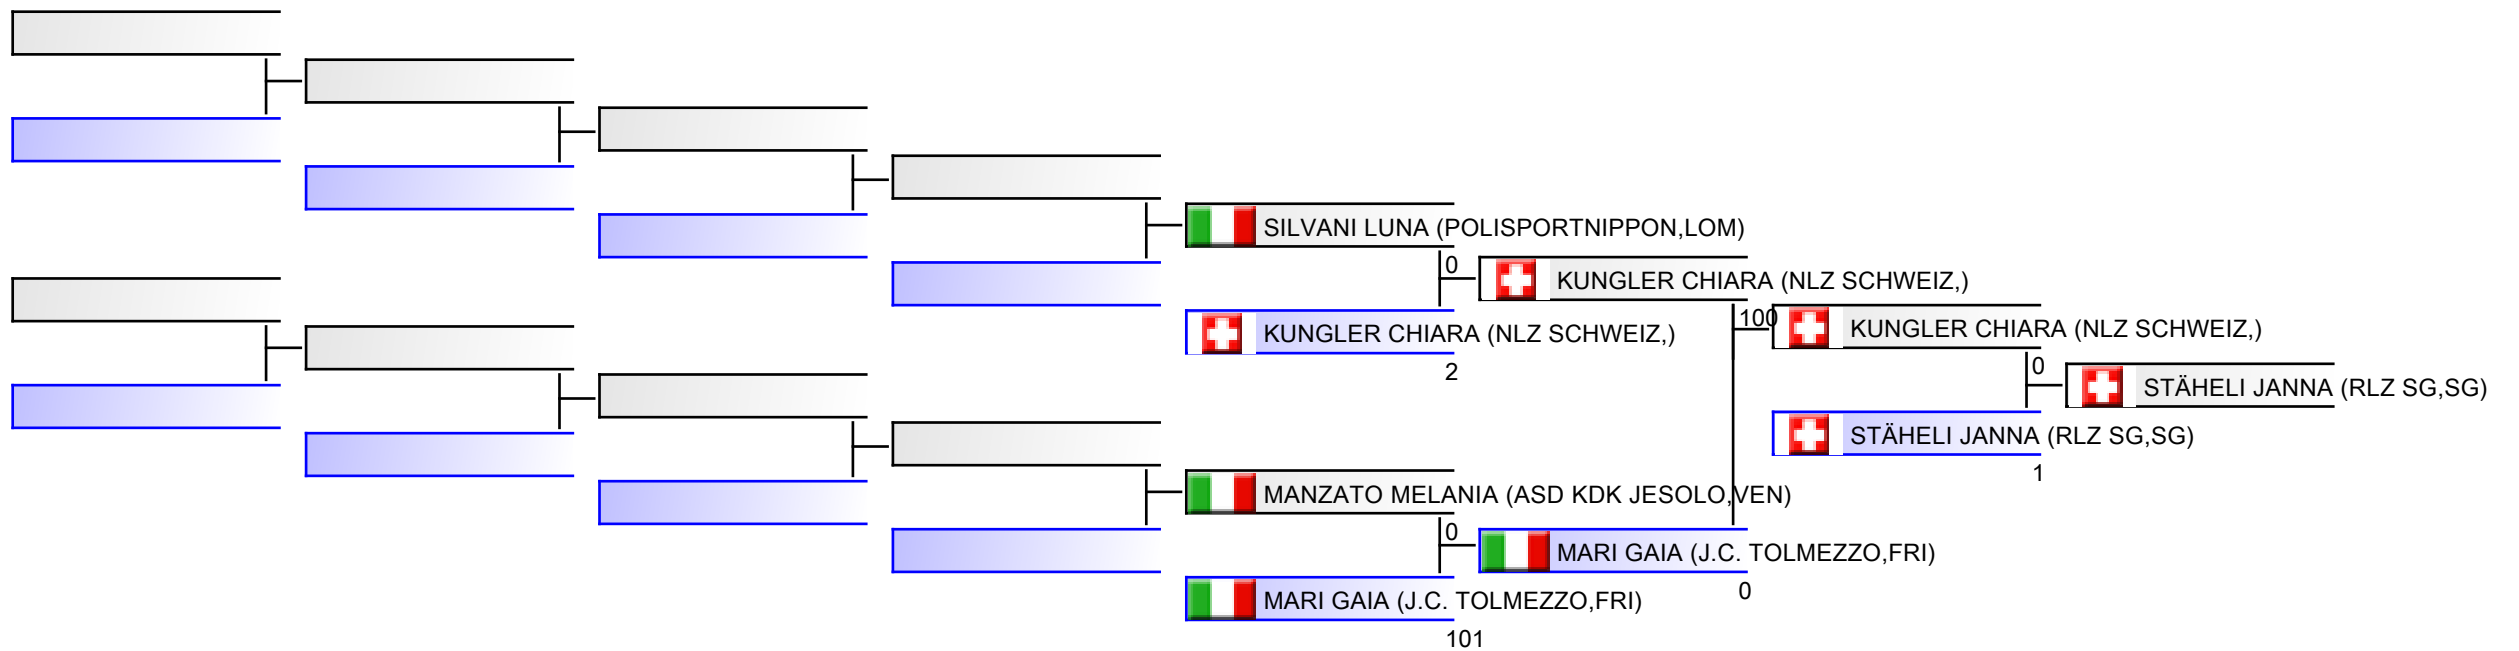 SILVANI LUNA (POLISPORTNIPPON,LOM)
0
KUNGLER CHIARA (NLZ SCHWEIZ,)
2
KUNGLER CHIARA (NLZ SCHWEIZ,)
100
MANZATO MELANIA (ASD KDK JESOLO,VEN)
0
MARI GAIA (J.C. TOLMEZZO,FRI)
101
MARI GAIA (J.C. TOLMEZZO,FRI)
0
KUNGLER CHIARA (NLZ SCHWEIZ,)
0
STÄHELI JANNA (RLZ SG,SG)
1
STÄHELI JANNA (RLZ SG,SG)